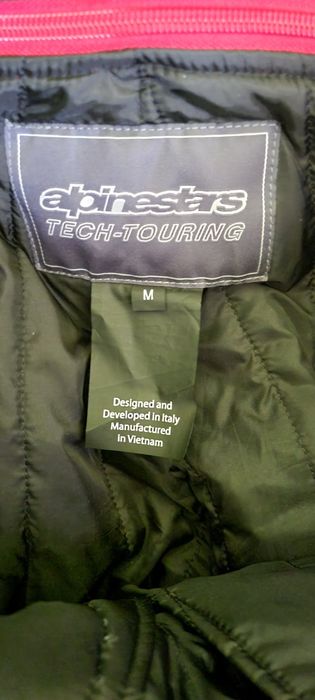 alpinestars
TECH-TOURING
M
Designed and
Developed in Italy
Manufactured
in Vietnam